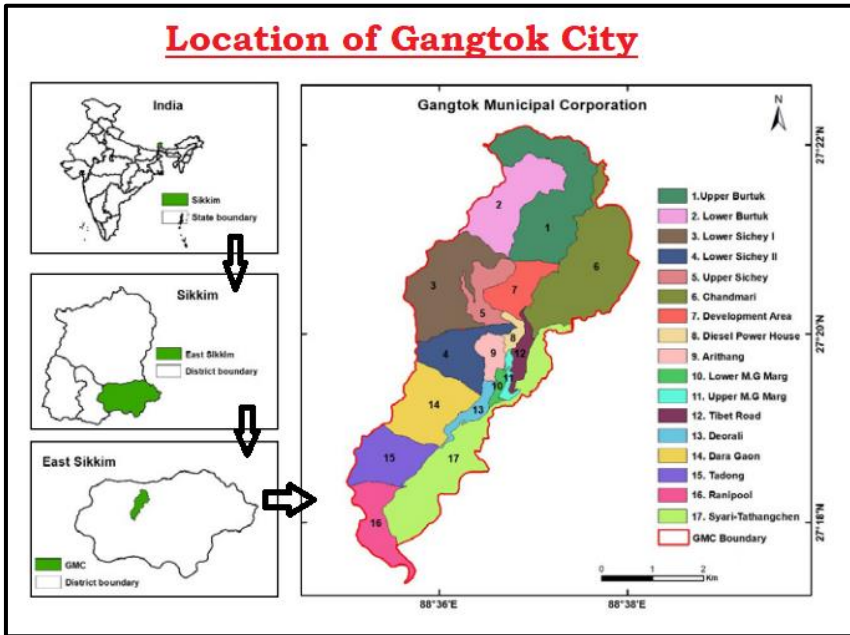 Location of Gangtok City
India
Sikkim
State boundary
Sikkim
East Sikkim
District boundary
East Sikkim
GMC
District boundary
Gangtok Municipal Corporation
N
27°22'N
27°20'N
27°18'N
88°36'E
88°38'E
1
2
3
4
5
6
7
8
9
10
11
12
13
14
15
16
17
1.Upper Burtuk
2. Lower Burtuk
3. Lower Sichey I
4. Lower Sichey II
5. Upper Sichey
6. Chandmari
7. Development Area
8. Diesel Power House
9. Arithang
10. Lower M.G Marg
11. Upper M.G Marg
12. Tibet Road
13. Deorali
14. Dara Gaon
15. Tadong
16. Ranipool
17. Syari-Tathangchen
GMC Boundary
0 1 2
Km